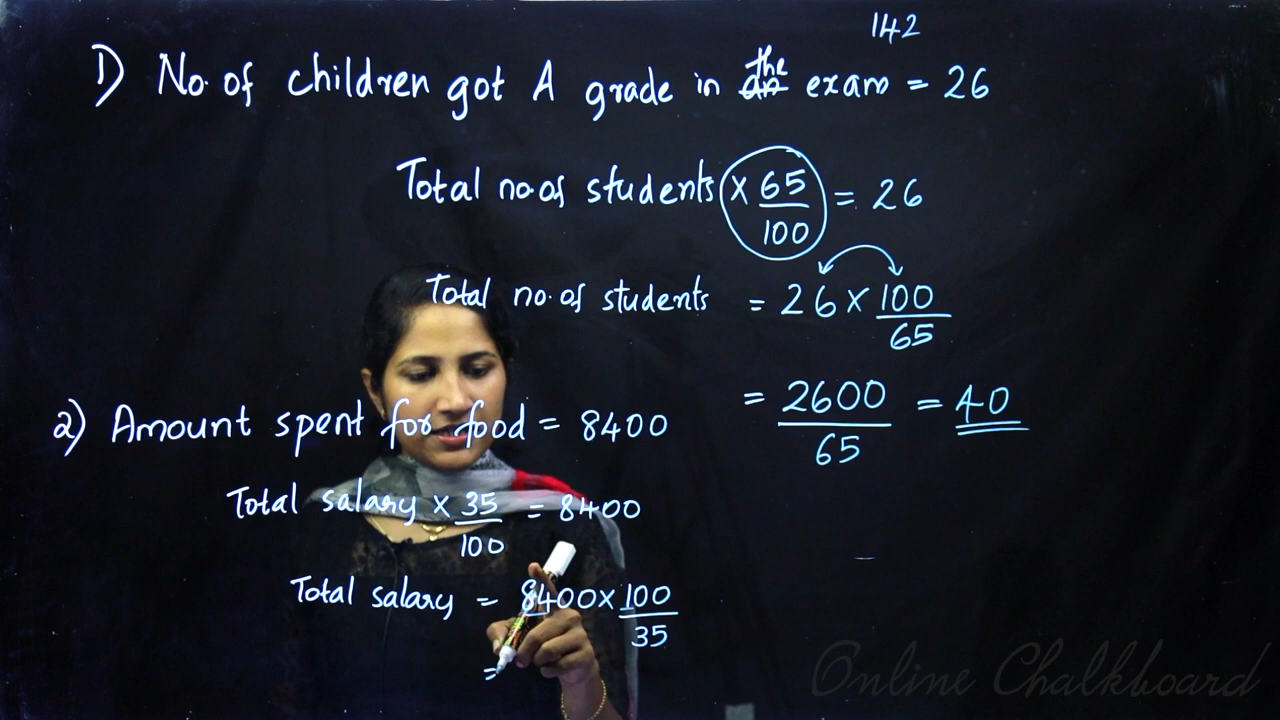 142
1) No. of children got A grade in an the exam = 26
Total no of students × 65/100 = 26
Total no. of students = 26 × 100/65
= 2600/65 = 40
2) Amount spent for food = 8400
Total salary × 35/100 = 8400
Total salary = 8400 × 100/35
=
Online Chalkboard